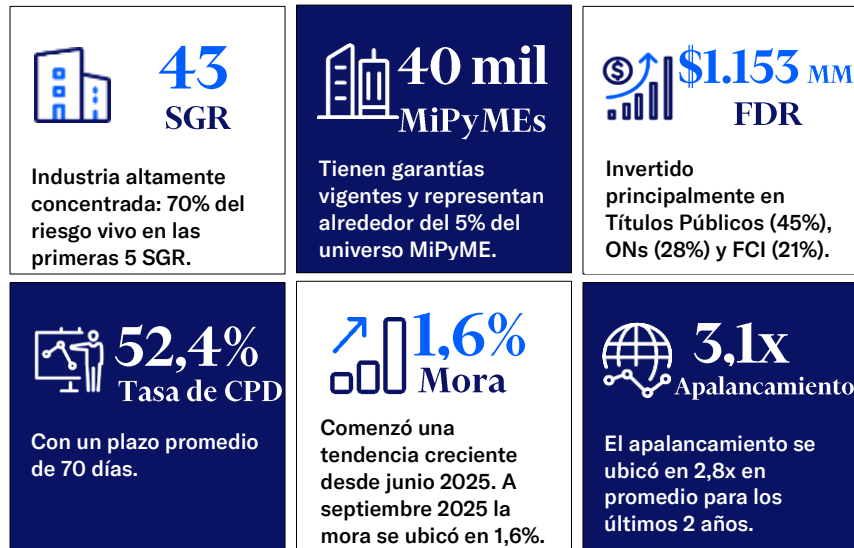 43
SGR
Industria altamente
concentrada: 70% del
riesgo vivo en las
primeras 5 SGR.
40 mil
MiPyMEs
Tienen garantías
vigentes y representan
alrededor del 5% del
universo MiPyME.
$1.153 MM
FDR
Invertido
principalmente en
Títulos Públicos (45%),
ONs (28%) y FCI (21%).
52,4%
Tasa de CPD
Con un plazo promedio
de 70 días.
1,6%
Mora
Comenzó una
tendencia creciente
desde junio 2025. A
septiembre 2025 la
mora se ubicó en 1,6%.
3,1x
Apalancamiento
El apalancamiento se
ubicó en 2,8x en
promedio para los
últimos 2 años.